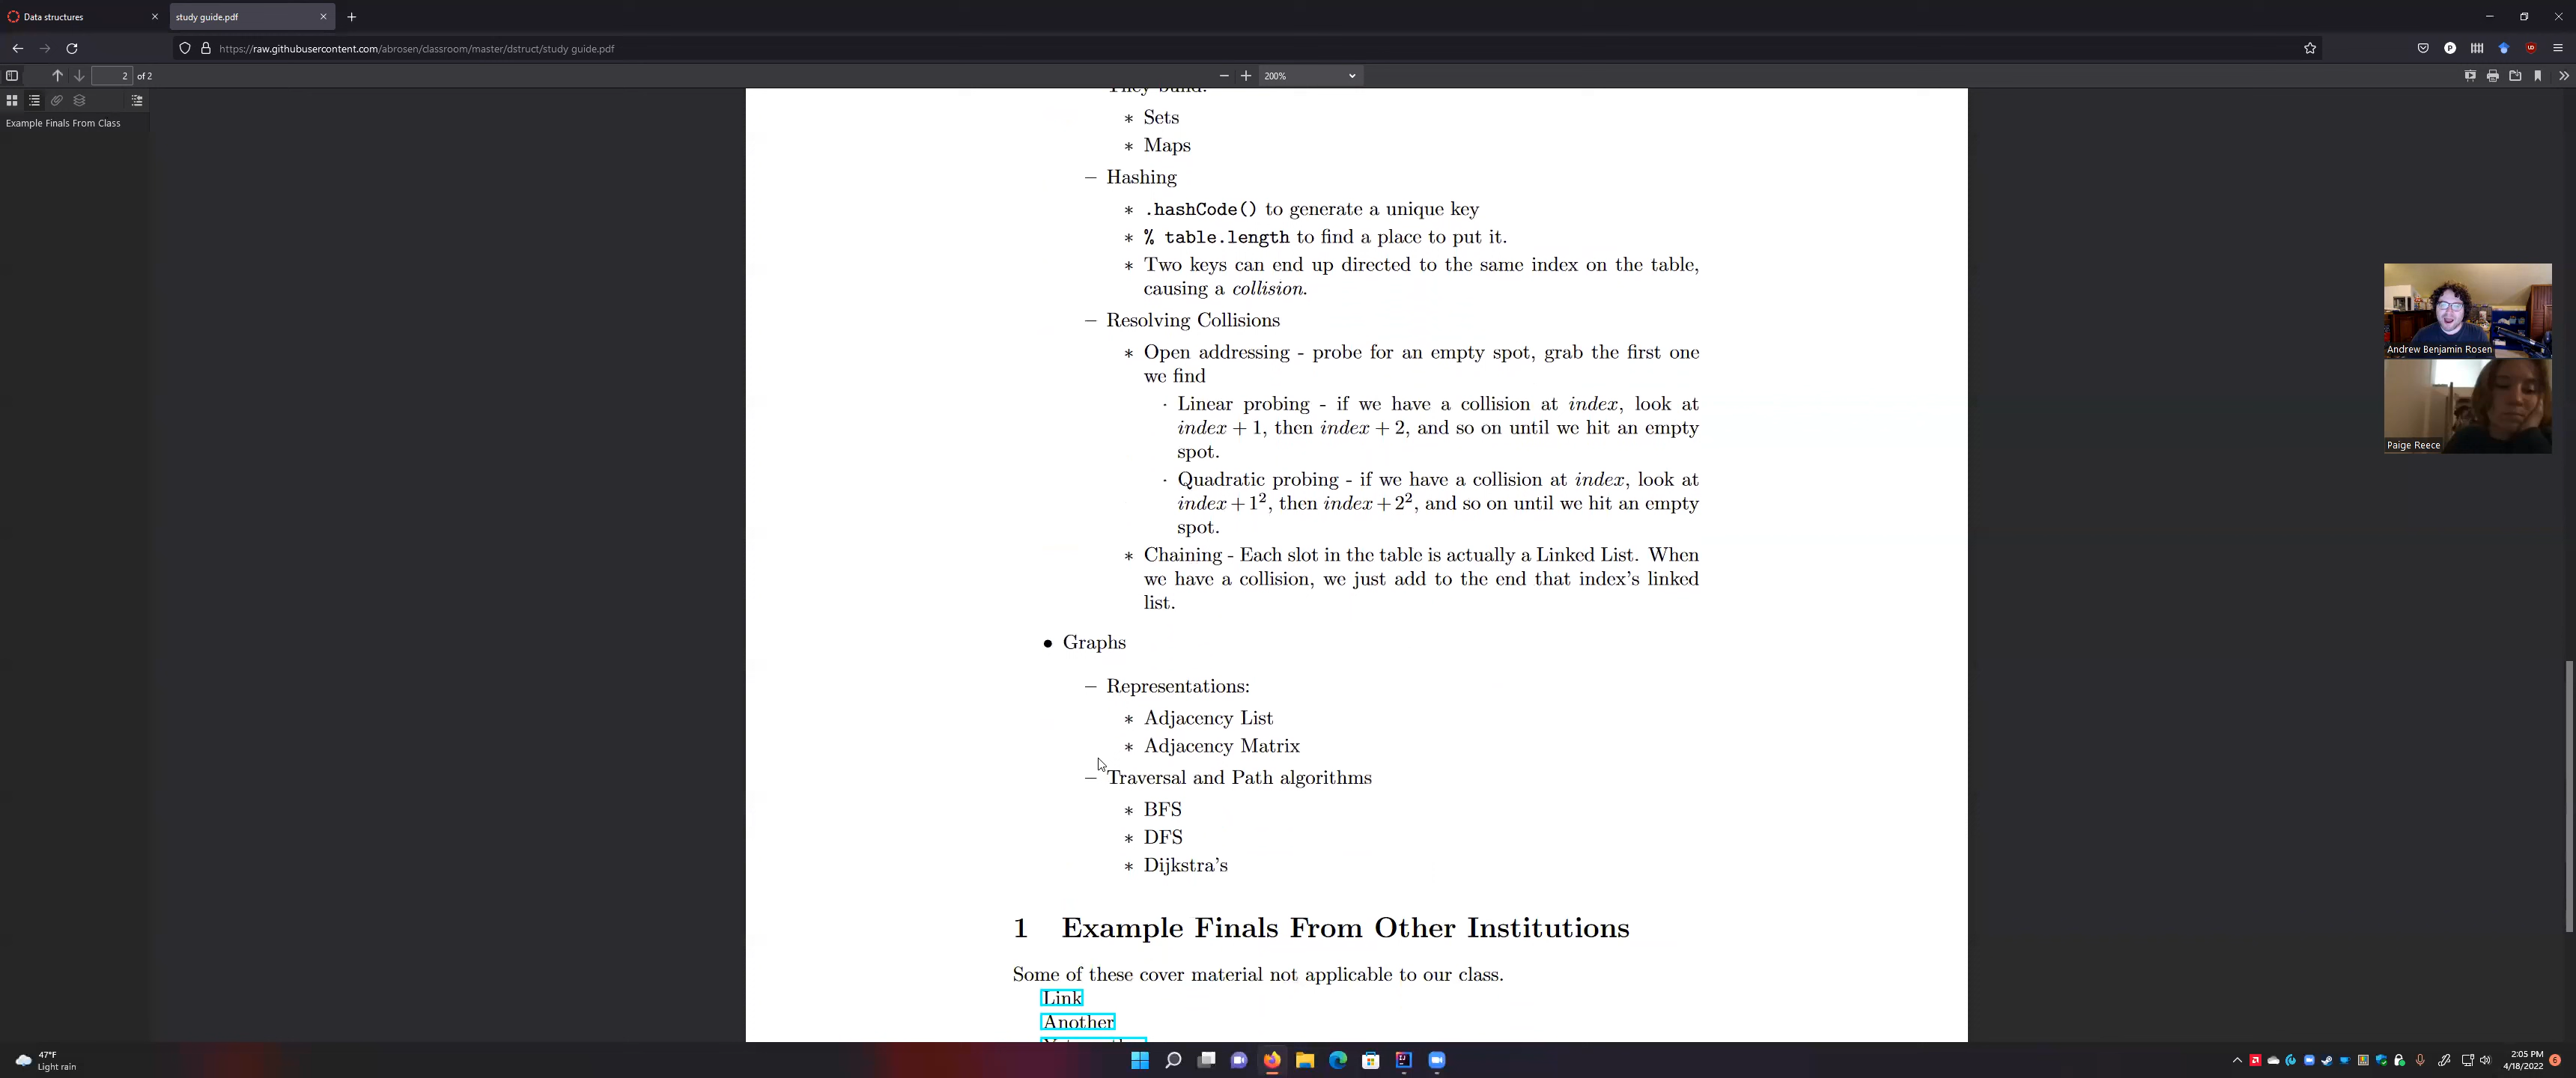 Data structures
study guide.pdf
https://raw.githubusercontent.com/abrosen/classroom/master/dstruct/study guide.pdf
2 of 2
200%
Example Finals From Class
They build:
∗ Sets
∗ Maps
– Hashing
∗ .hashCode() to generate a unique key
∗ % table.length to find a place to put it.
∗ Two keys can end up directed to the same index on the table,
causing a collision.
– Resolving Collisions
∗ Open addressing - probe for an empty spot, grab the first one
we find
· Linear probing - if we have a collision at index, look at
index + 1, then index + 2, and so on until we hit an empty
spot.
· Quadratic probing - if we have a collision at index, look at
index + 1², then index + 2², and so on until we hit an empty
spot.
∗ Chaining - Each slot in the table is actually a Linked List. When
we have a collision, we just add to the end that index's linked
list.
• Graphs
– Representations:
∗ Adjacency List
∗ Adjacency Matrix
– Traversal and Path algorithms
∗ BFS
∗ DFS
∗ Dijkstra's
1 Example Finals From Other Institutions
Some of these cover material not applicable to our class.
Link
Another
Andrew Benjamin Rosen
Paige Reece
47°F
Light rain
2:05 PM
4/18/2022
6